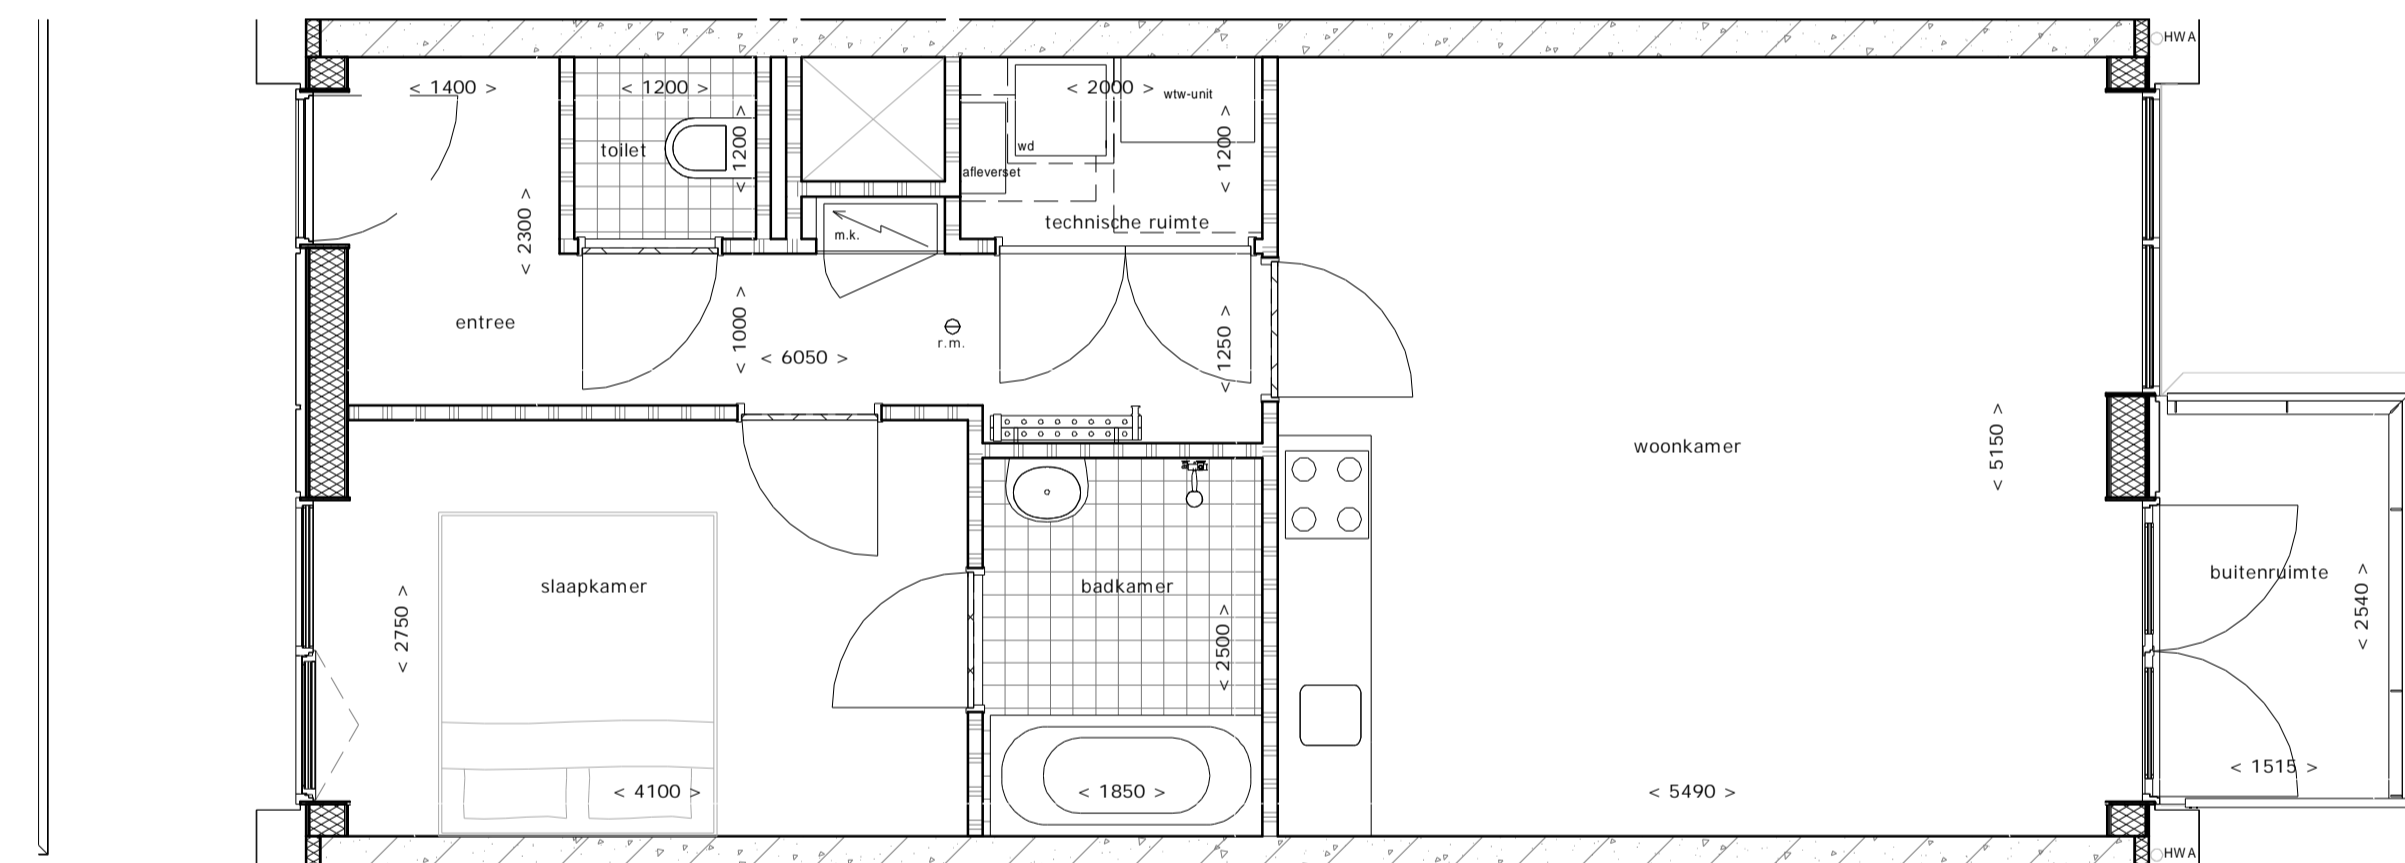 HWA
< 1400 >
< 1200 >
< 2000 >
wtw-unit
toilet
< 1200 >
wd
< 1200 >
afleverset
< 2300 >
technische ruimte
m.k.
entree
< 1000 >
r.m.
< 6050 >
< 1250 >
woonkamer
< 5150 >
slaapkamer
badkamer
buitenruimte
< 2750 >
< 2500 >
< 2540 >
< 4100 >
< 1850 >
< 5490 >
< 1515 >
HWA